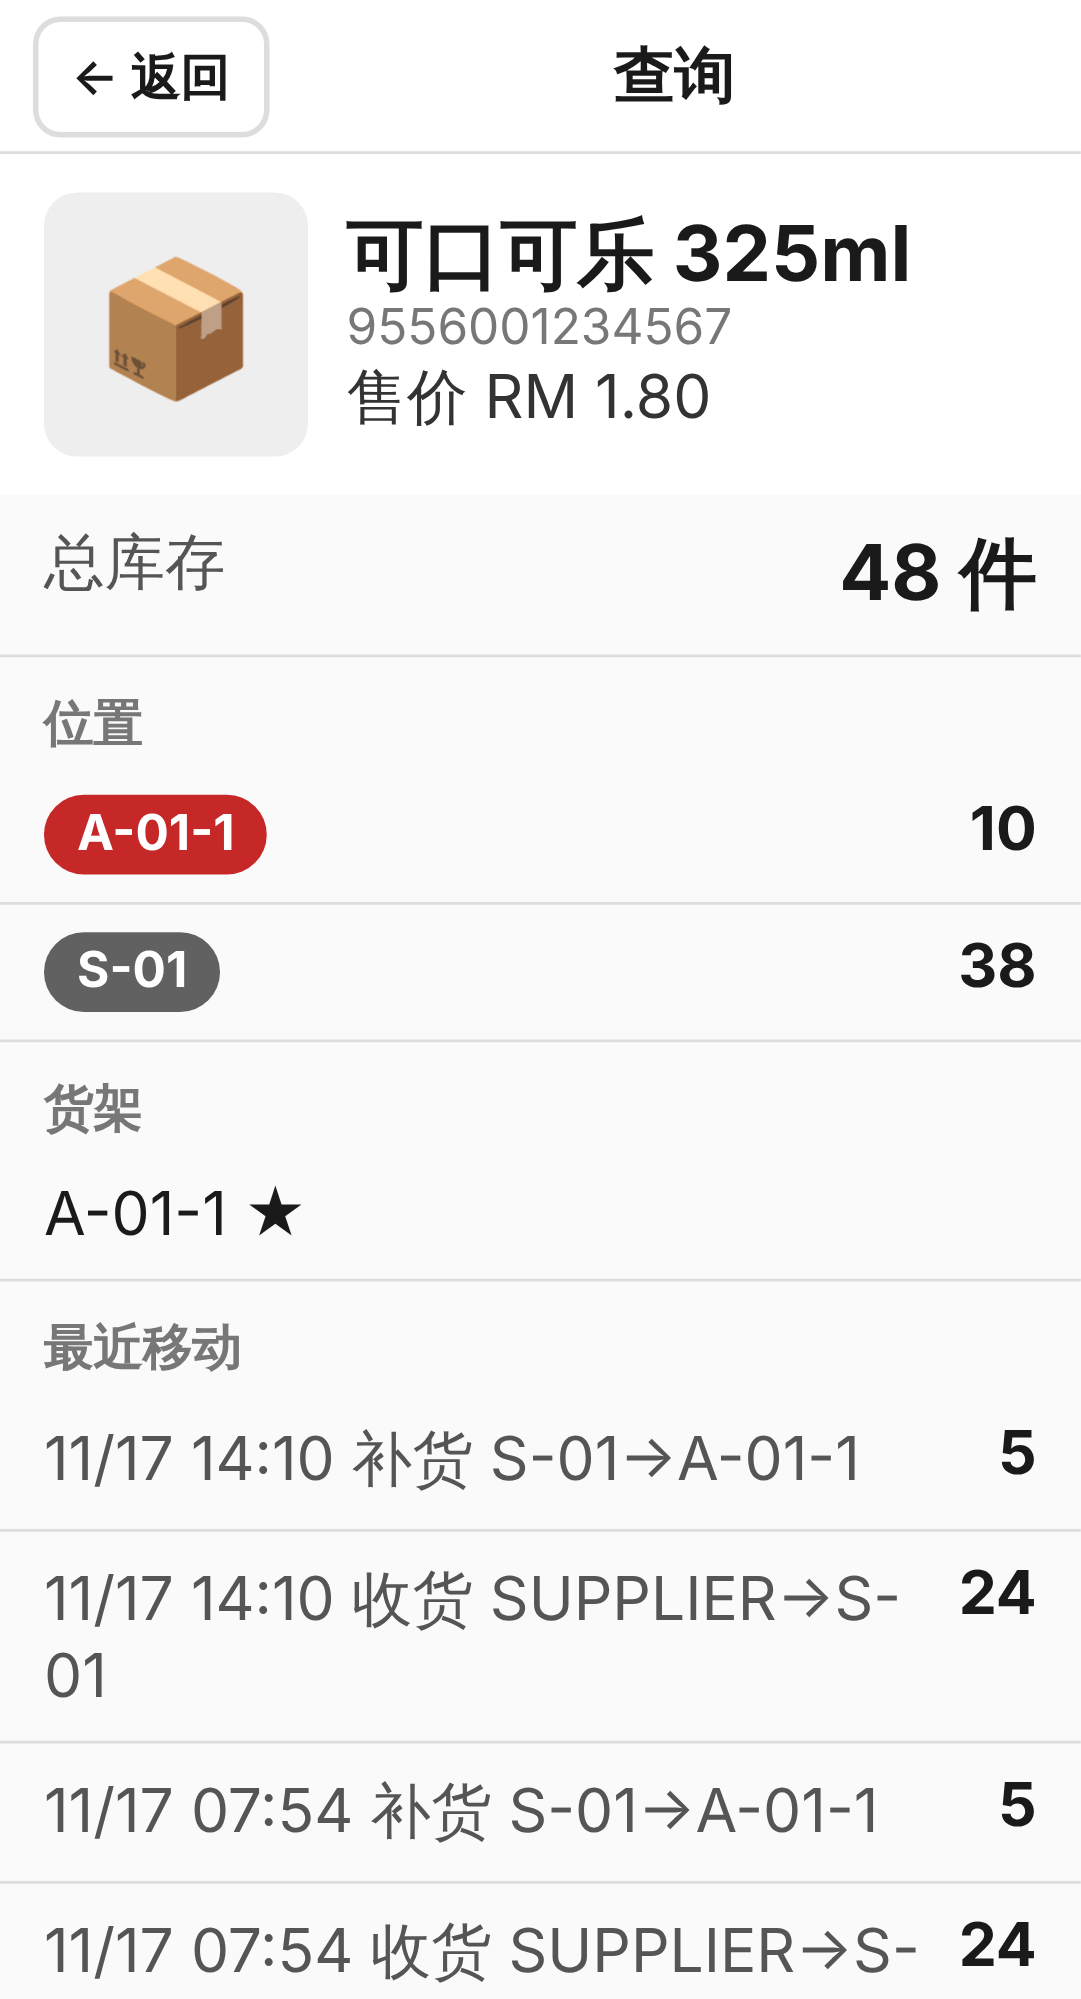 ← 返回
查询
可口可乐 325ml
9556001234567
售价 RM 1.80
总库存
48 件
位置
A-01-1
10
S-01
38
货架
A-01-1 ★
最近移动
11/17 14:10 补货 S-01→A-01-1
5
11/17 14:10 收货 SUPPLIER→S-
01
24
11/17 07:54 补货 S-01→A-01-1
5
11/17 07:54 收货 SUPPLIER→S-
24